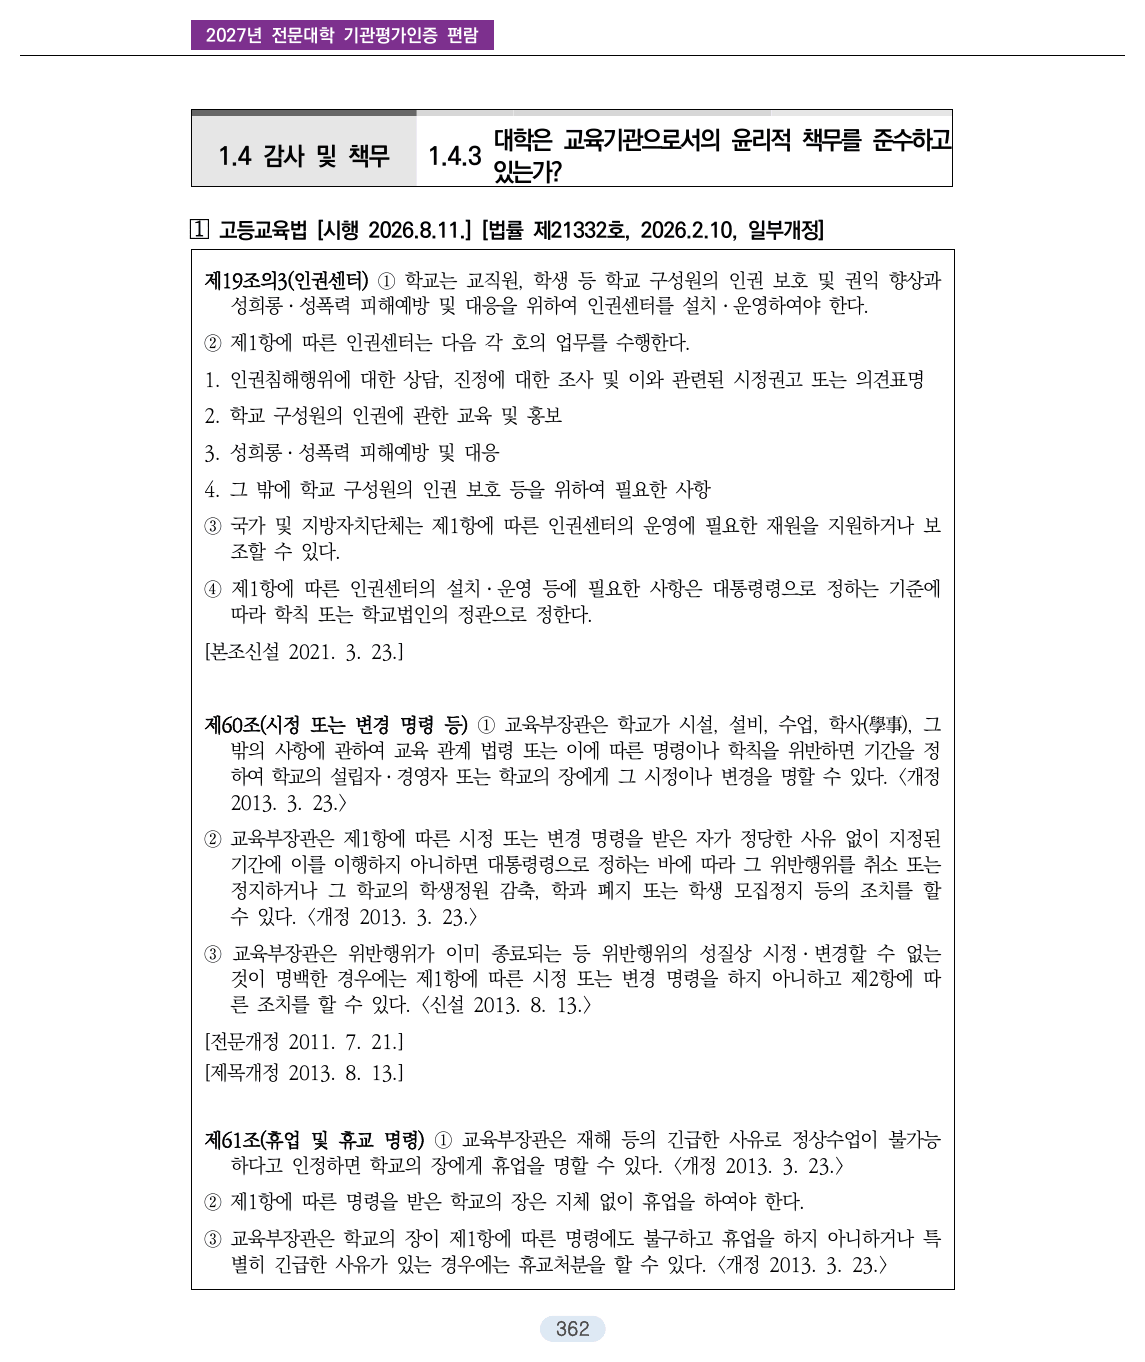 2027년 전문대학 기관평가인증 편람
1.4 감사 및 책무
1.4.3
대학은 교육기관으로서의 윤리적 책무를 준수하고
있는가?
1 고등교육법 [시행 2026.8.11.] [법률 제21332호, 2026.2.10, 일부개정]
제19조의3(인권센터) ① 학교는 교직원, 학생 등 학교 구성원의 인권 보호 및 권익 향상과
성희롱·성폭력 피해예방 및 대응을 위하여 인권센터를 설치·운영하여야 한다.
② 제1항에 따른 인권센터는 다음 각 호의 업무를 수행한다.
1. 인권침해행위에 대한 상담, 진정에 대한 조사 및 이와 관련된 시정권고 또는 의견표명
2. 학교 구성원의 인권에 관한 교육 및 홍보
3. 성희롱·성폭력 피해예방 및 대응
4. 그 밖에 학교 구성원의 인권 보호 등을 위하여 필요한 사항
③ 국가 및 지방자치단체는 제1항에 따른 인권센터의 운영에 필요한 재원을 지원하거나 보
조할 수 있다.
④ 제1항에 따른 인권센터의 설치·운영 등에 필요한 사항은 대통령령으로 정하는 기준에
따라 학칙 또는 학교법인의 정관으로 정한다.
[본조신설 2021. 3. 23.]
제60조(시정 또는 변경 명령 등) ① 교육부장관은 학교가 시설, 설비, 수업, 학사(學事), 그
밖의 사항에 관하여 교육 관계 법령 또는 이에 따른 명령이나 학칙을 위반하면 기간을 정
하여 학교의 설립자·경영자 또는 학교의 장에게 그 시정이나 변경을 명할 수 있다. 〈개정
2013. 3. 23.〉
② 교육부장관은 제1항에 따른 시정 또는 변경 명령을 받은 자가 정당한 사유 없이 지정된
기간에 이를 이행하지 아니하면 대통령령으로 정하는 바에 따라 그 위반행위를 취소 또는
정지하거나 그 학교의 학생정원 감축, 학과 폐지 또는 학생 모집정지 등의 조치를 할
수 있다. 〈개정 2013. 3. 23.〉
③ 교육부장관은 위반행위가 이미 종료되는 등 위반행위의 성질상 시정·변경할 수 없는
것이 명백한 경우에는 제1항에 따른 시정 또는 변경 명령을 하지 아니하고 제2항에 따
른 조치를 할 수 있다. 〈신설 2013. 8. 13.〉
[전문개정 2011. 7. 21.]
[제목개정 2013. 8. 13.]
제61조(휴업 및 휴교 명령) ① 교육부장관은 재해 등의 긴급한 사유로 정상수업이 불가능
하다고 인정하면 학교의 장에게 휴업을 명할 수 있다. 〈개정 2013. 3. 23.〉
② 제1항에 따른 명령을 받은 학교의 장은 지체 없이 휴업을 하여야 한다.
③ 교육부장관은 학교의 장이 제1항에 따른 명령에도 불구하고 휴업을 하지 아니하거나 특
별히 긴급한 사유가 있는 경우에는 휴교처분을 할 수 있다. 〈개정 2013. 3. 23.〉
362